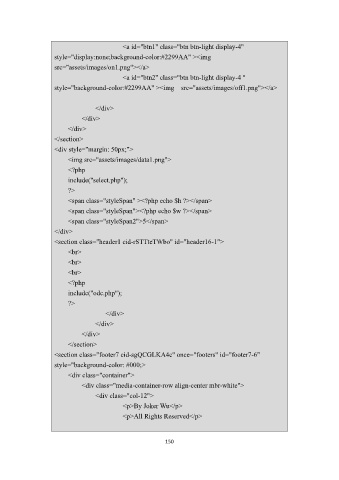 <a id="btn1" class="btn btn-light display-4"
style="display:none;background-color:#2299AA" ><img
src="assets/images/on1.png"></a>
<a id="btn2" class="btn btn-light display-4 "
style="background-color:#2299AA" ><img src="assets/images/off1.png"></a>
</div>
</div>
</div>
</section>
<div style="margin: 50px;">
<img src="assets/images/data1.png">
<?php
include("select.php");
?>
<span class="styleSpan" ><?php echo $h ?></span>
<span class="styleSpan"><?php echo $w ?></span>
<span class="styleSpan2">5</span>
</div>
<section class="header1 cid-rSTTteTWbo" id="header16-1">
<br>
<br>
<br>
<?php
include("odc.php");
?>
</div>
</div>
</div>
</section>
<section class="footer7 cid-sgQCGLKA4c" once="footers" id="footer7-6"
style="background-color: #000;>
<div class="container">
<div class="media-container-row align-center mbr-white">
<div class="col-12">
<p>By Joker Wu</p>
<p>All Rights Reserved</p>
150